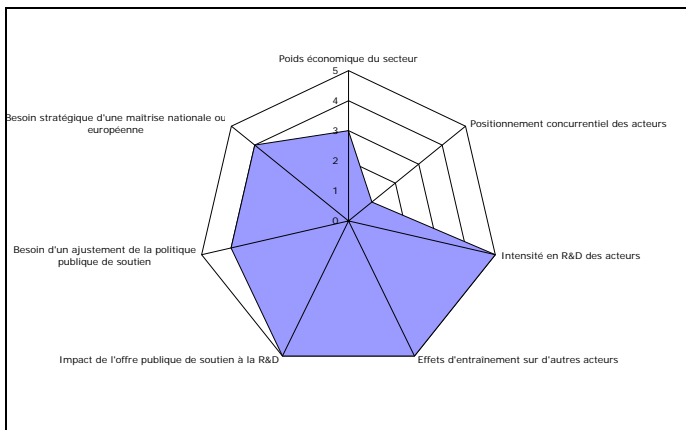 Poids économique du secteur
5
4
3
2
1
0
Positionnement concurrentiel des acteurs
Intensité en R&D des acteurs
Effets d'entraînement sur d'autres acteurs
Impact de l'offre publique de soutien à la R&D
Besoin d'un ajustement de la politique
publique de soutien
Besoin stratégique d'une maîtrise nationale ou
européenne